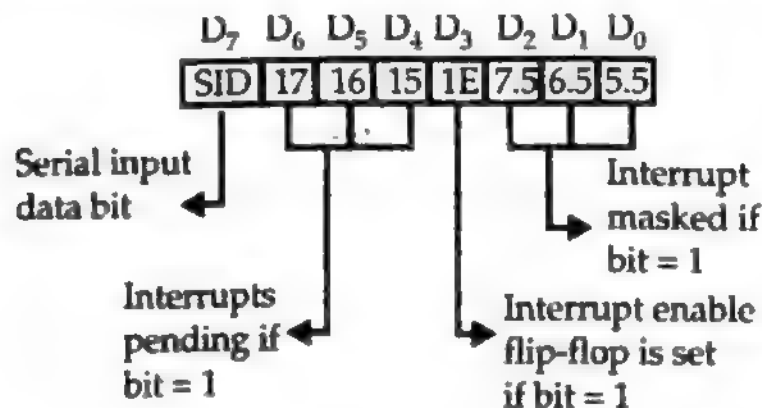 D7 D6 D5 D4 D3 D2 D1 D0
SID 17 16 15 1E 7.5 6.5 5.5
Serial input
data bit
Interrupt
masked if
bit = 1
Interrupts
pending if
bit = 1
Interrupt enable
flip-flop is set
if bit = 1